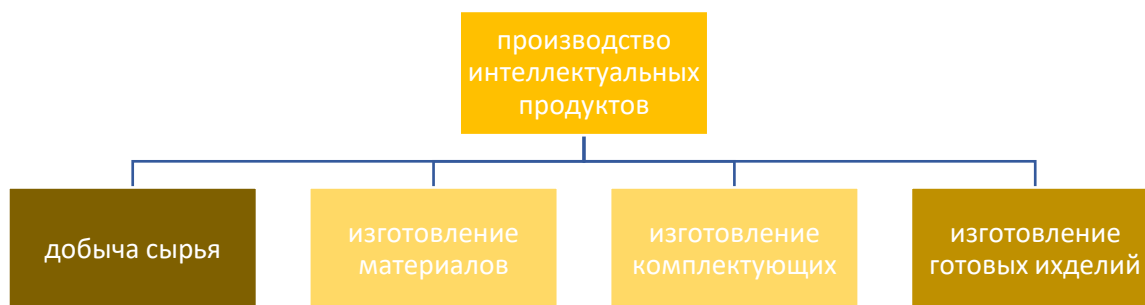 производство
интеллектуальных
продуктов
добыча сырья
изготовление
материалов
изготовление
комплектующих
изготовление
готовых ихделий